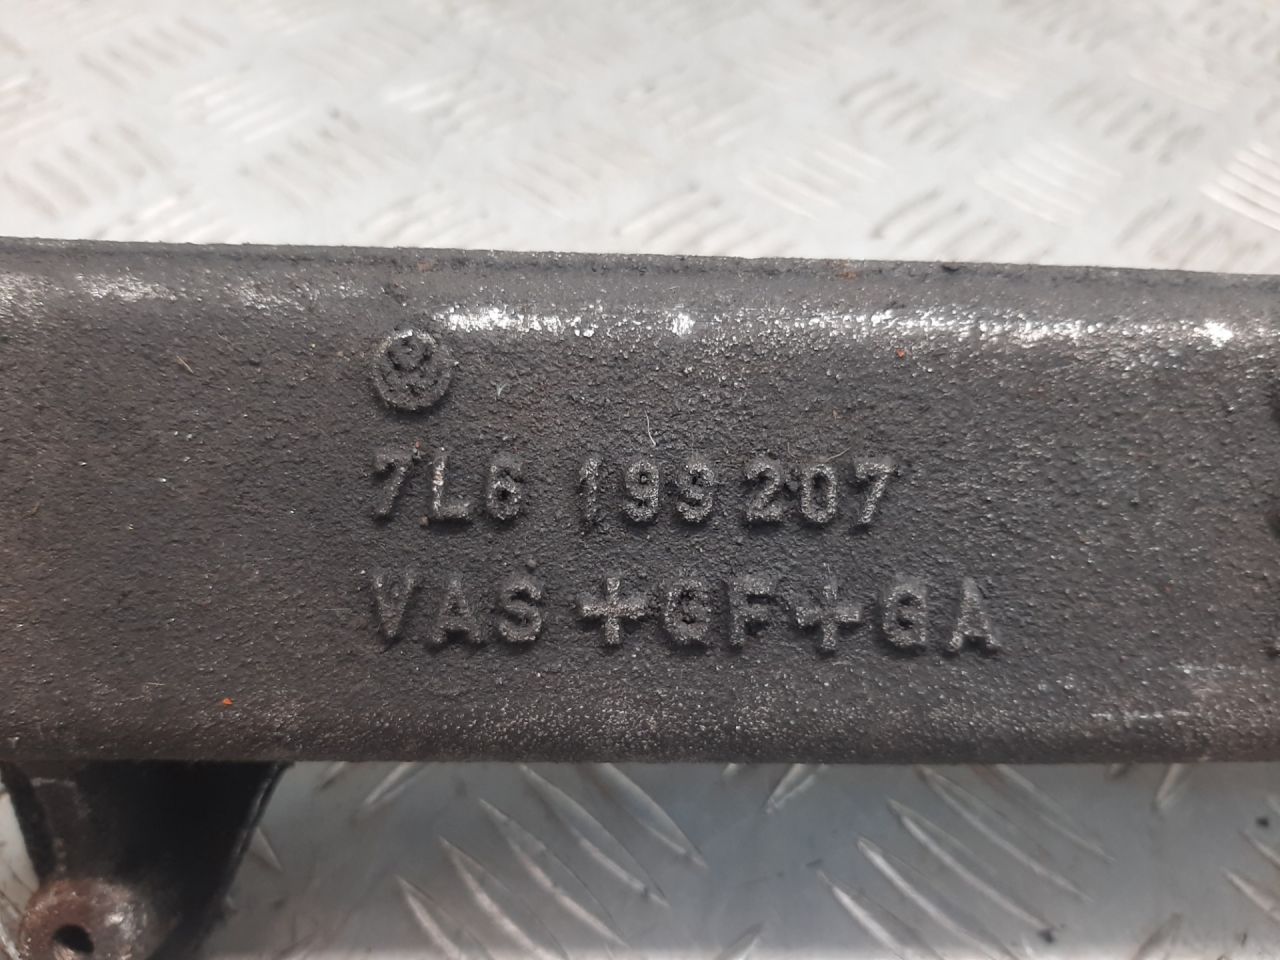 7L6 199 207
VAS + GF + GA